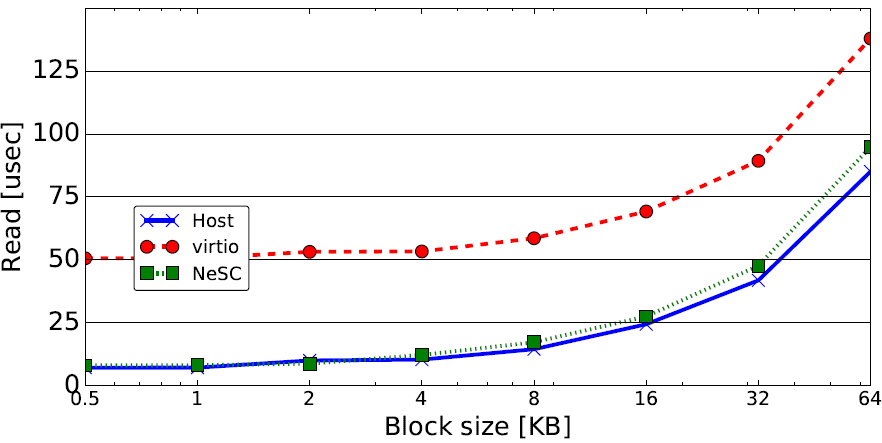 Read [usec]
125
100
75
50
25
0
Host
virtio
NeSC
0.5 1 2 4 8 16 32 64
Block size [KB]